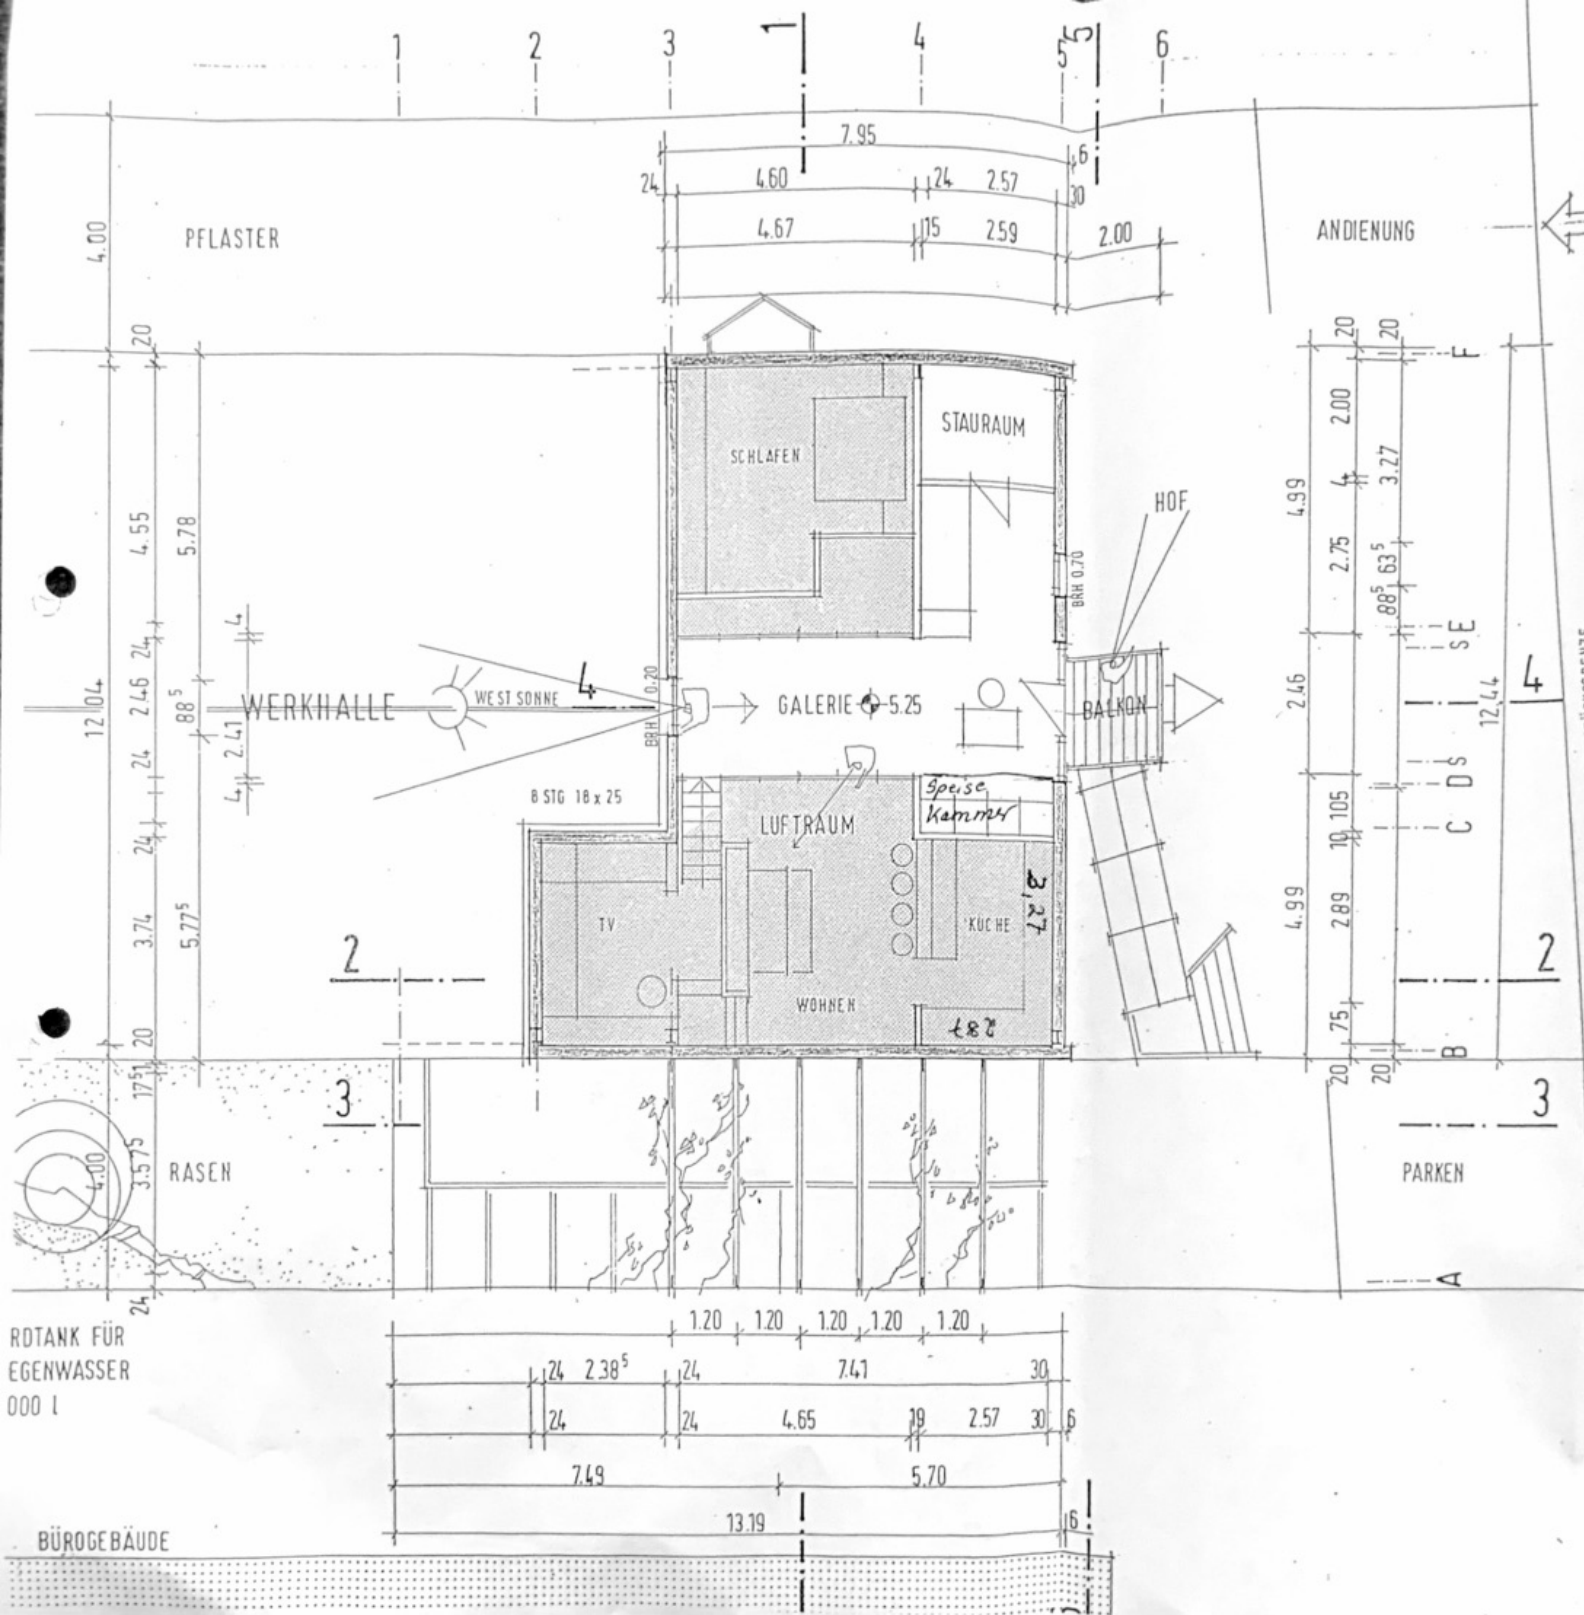 1 2 3 1 4 5 5 6
7.95 6
24 4.60 24 2.57 30
4.67 15 2.59 2.00
PFLASTER
ANDIENUNG
4.00
20
20 20
F
STAURAUM
SCHLAFEN
2.00
3.27
4
4.99
HOF
4.55
5.78
2.75
63⁵
88⁵
BRH 0.70
4
24
E
S
12.04
2.46
88⁵
2.41
24
4
WERKHALLE
WEST SONNE
4
BRH 0.20
GALERIE 5.25
BALKON
2.46
12.44
4
S
D
C
8 STG 18 x 25
LUFTRAUM
Speise
Kammer
105
10
24
3.74
5.77⁵
TV
KÜCHE
2,27
4.99
2.89
2
2
WOHNEN
2.87
75
20
B
20 20
17⁵
3
3
RASEN
4.00
3.575
PARKEN
A
24
1.20 1.20 1.20 1.20 1.20
RDTANK FÜR
EGENWASSER
000 l
24 2.38⁵ 24 7.41 30
24 24 4.65 19 2.57 30 6
7.49 5.70
13.19 6
BÜROGEBÄUDE